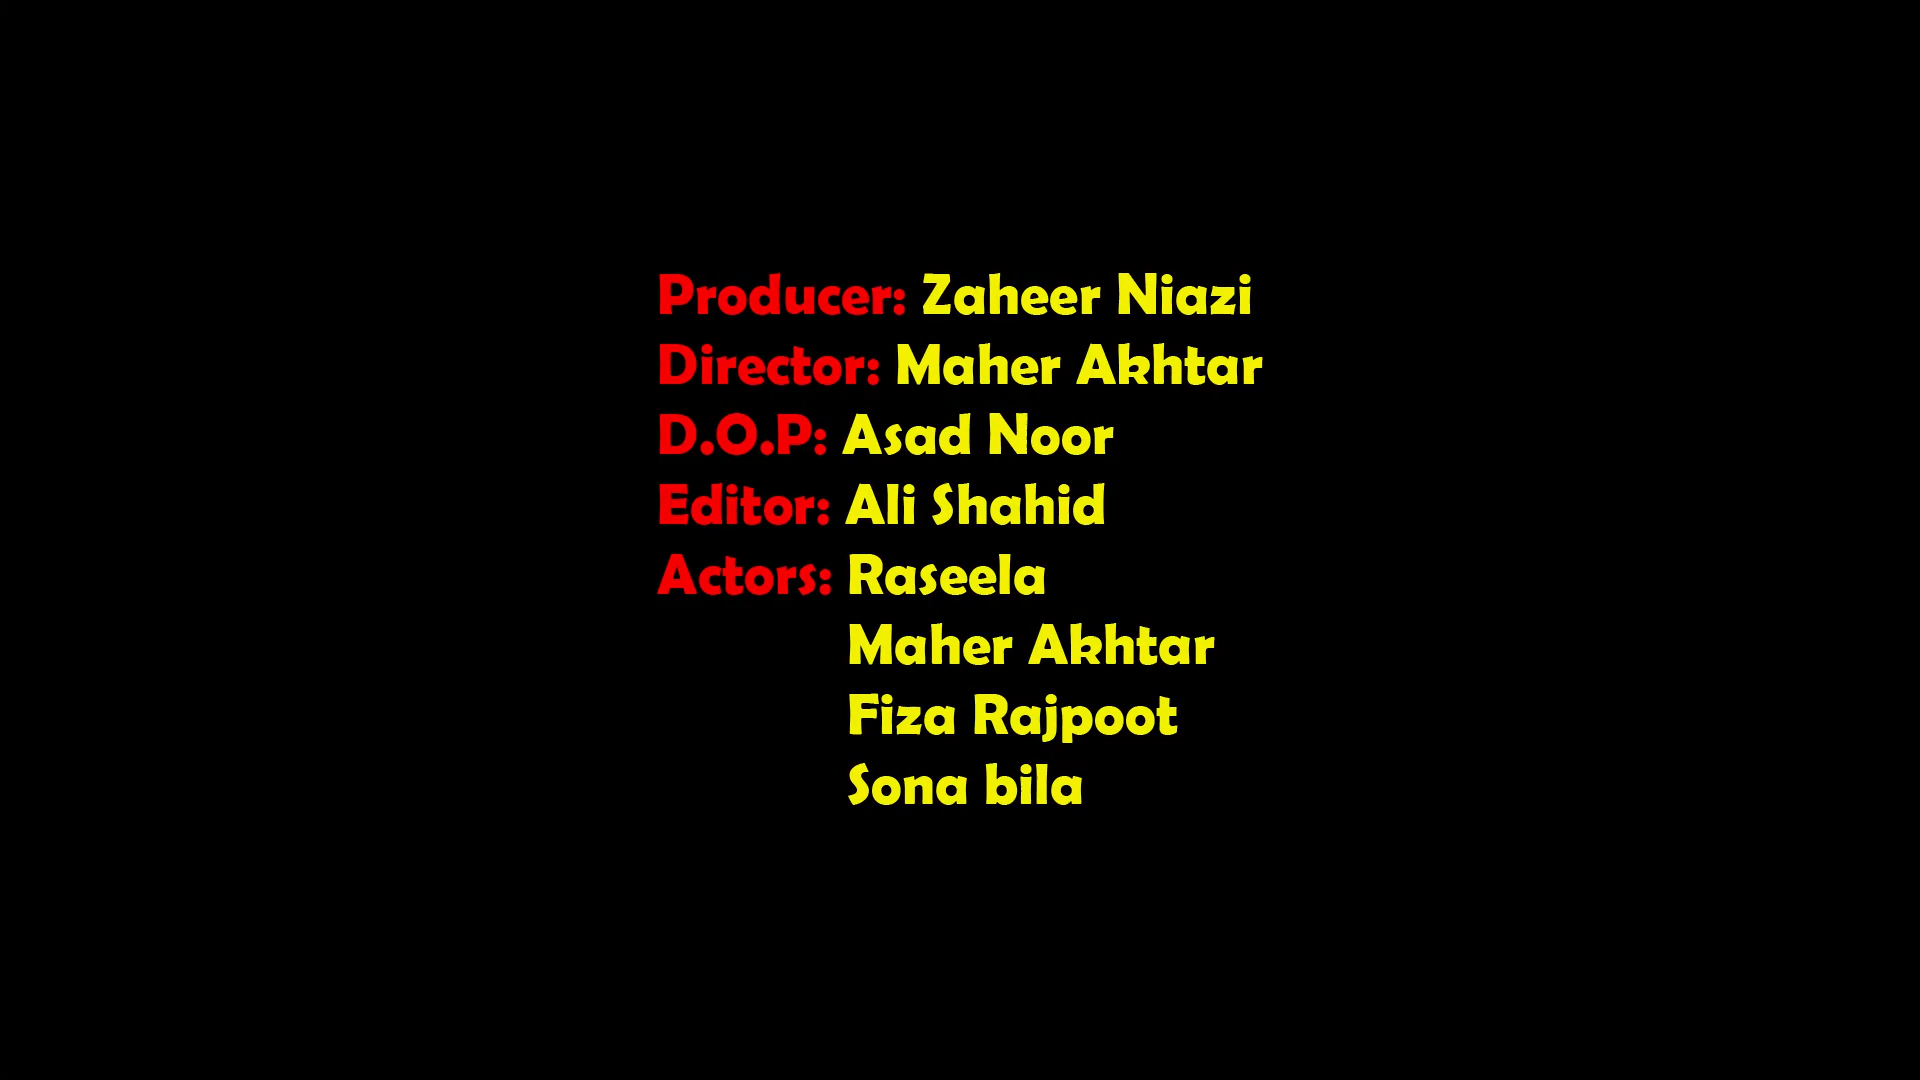 Producer: Zaheer Niazi
Director: Maher Akhtar
D.O.P: Asad Noor
Editor: Ali Shahid
Actors: Raseela
Maher Akhtar
Fiza Rajpoot
Sona bila